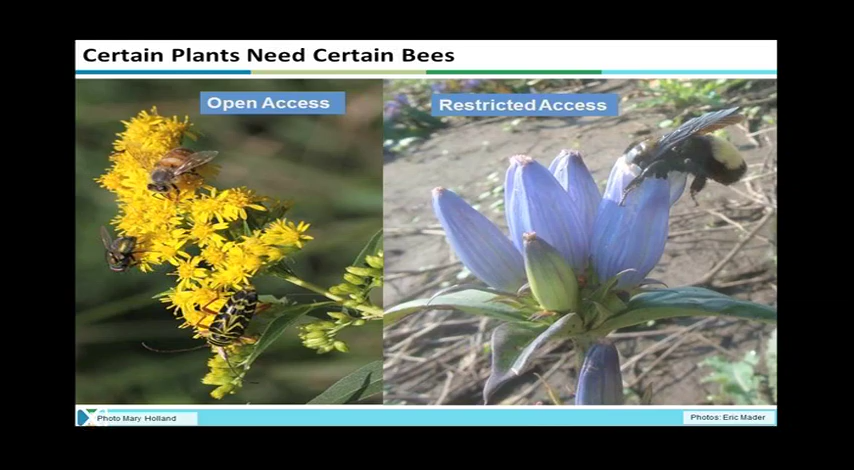 Certain Plants Need Certain Bees
Open Access
Restricted Access
Photo Mary Holland
Photos: Eric Mader